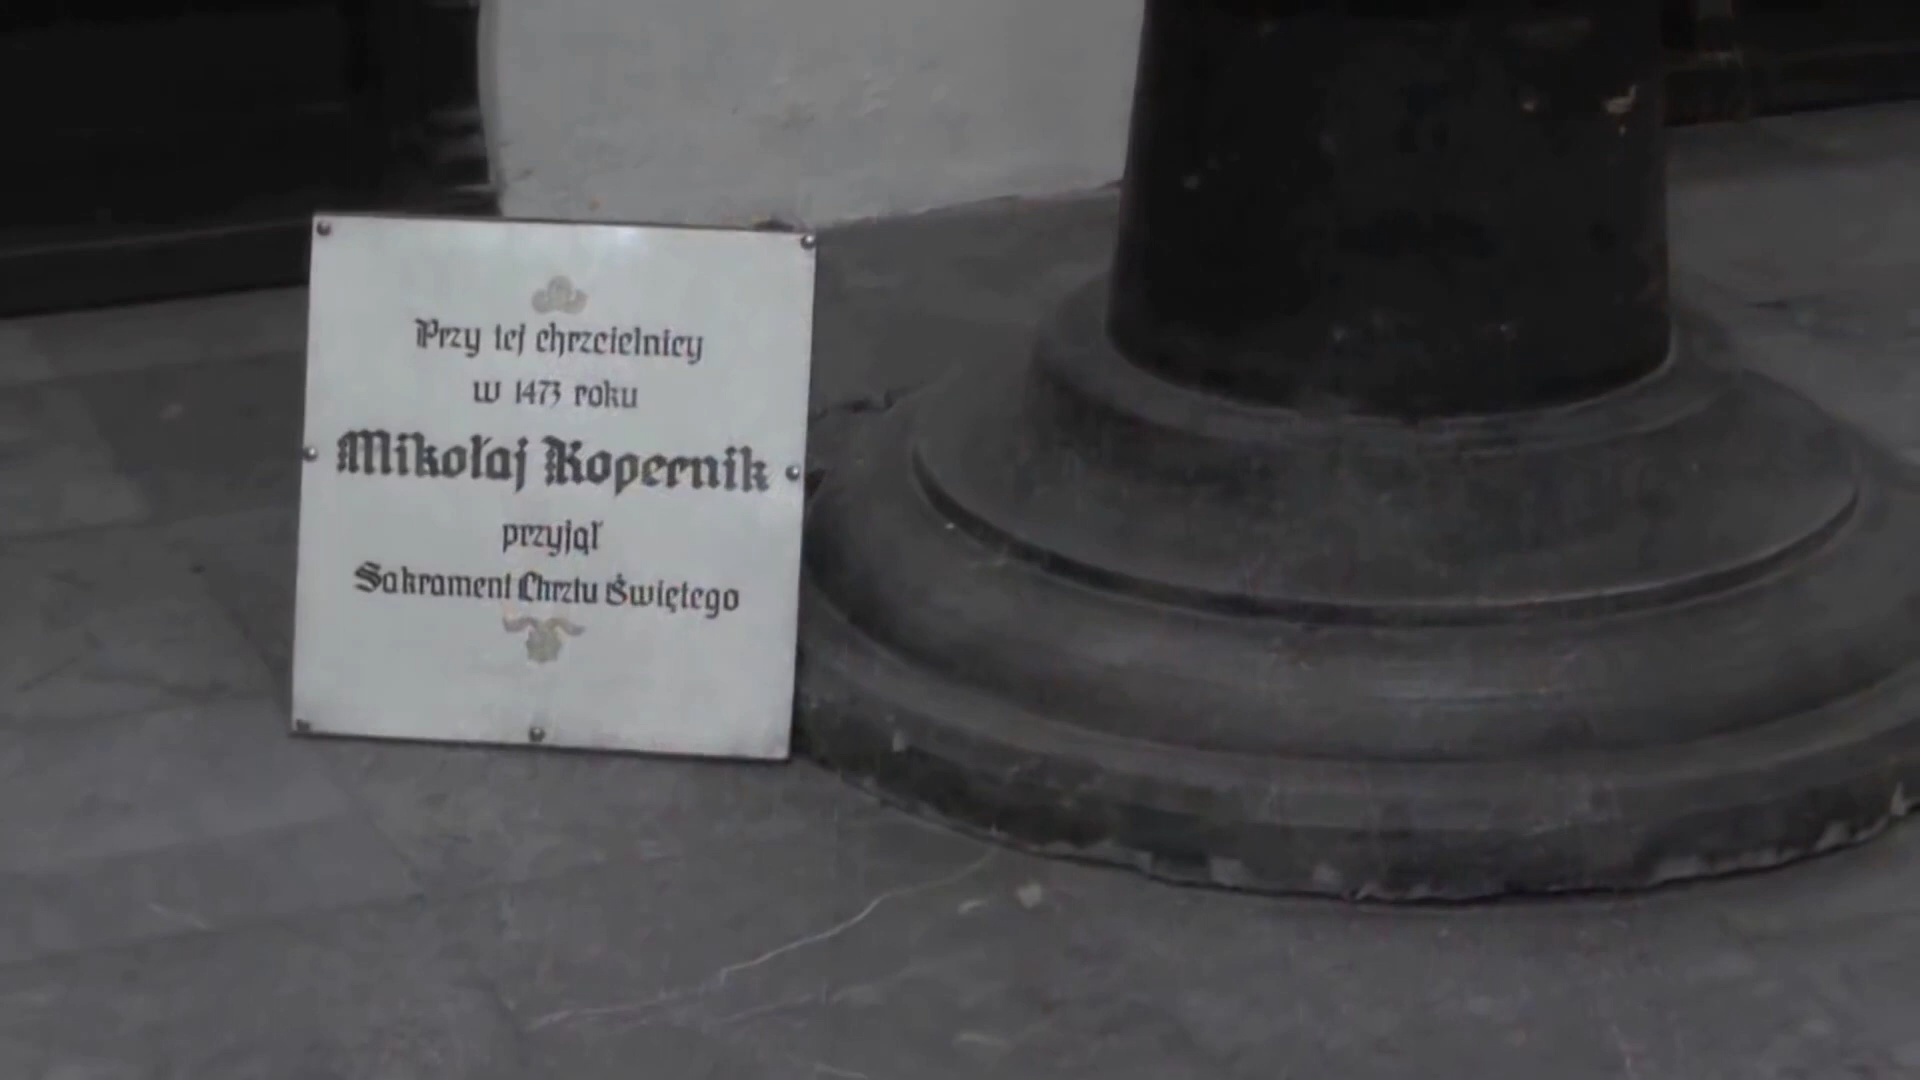 Przy tej chrzcielnicy
w 1473 roku
Mikołaj Kopernik
przyjął
Sakrament Chrztu Świętego